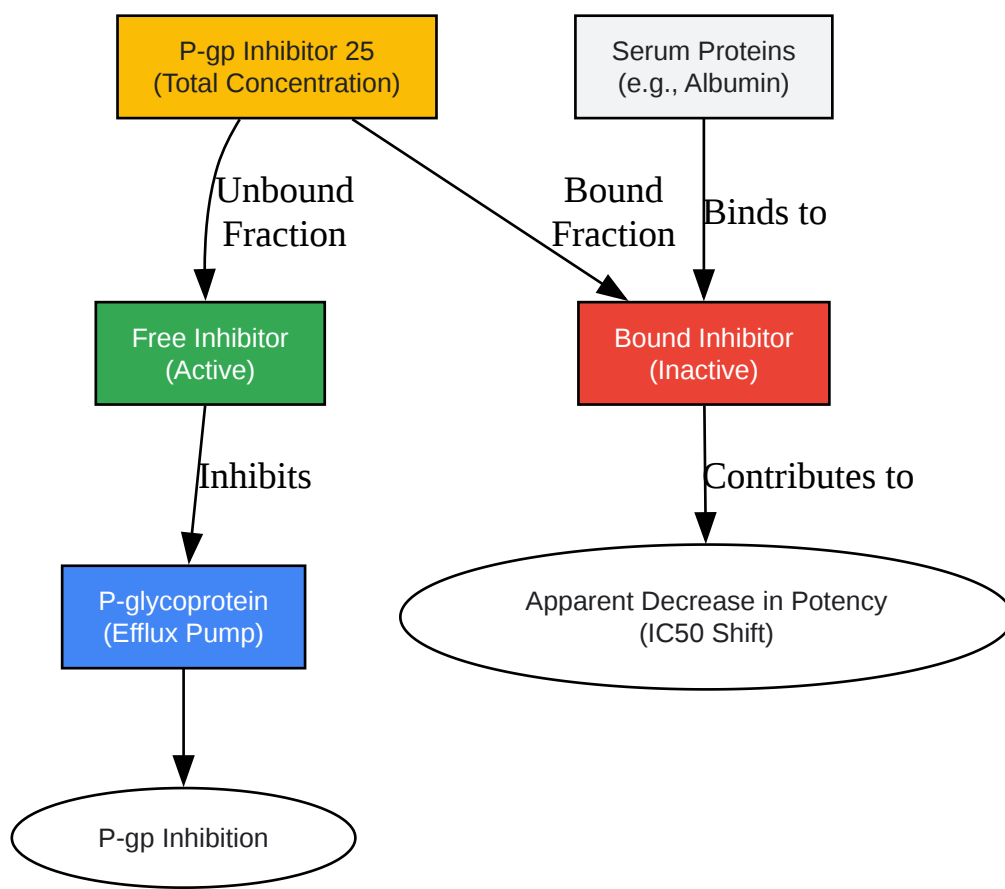 P-gp Inhibitor 25
(Total Concentration)
Serum Proteins
(e.g., Albumin)
Unbound
Fraction
Bound
Fraction
Binds to
Free Inhibitor
(Active)
Bound Inhibitor
(Inactive)
Inhibits
Contributes to
P-glycoprotein
(Efflux Pump)
Apparent Decrease in Potency
(IC50 Shift)
P-gp Inhibition